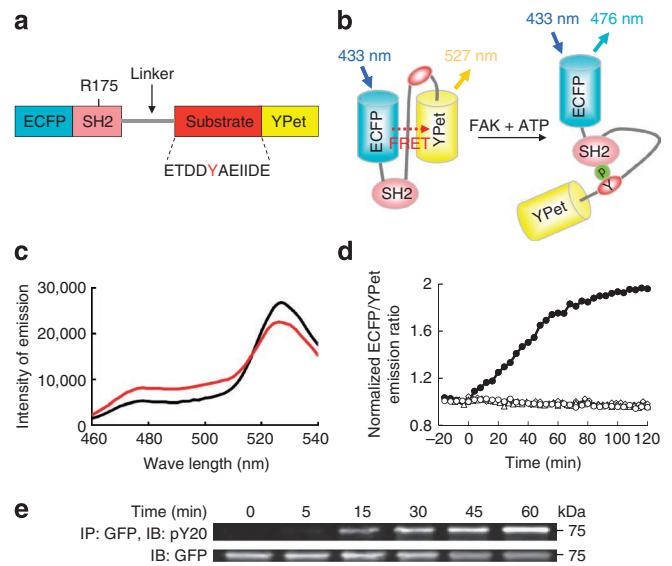 a
R175
Linker
ECFP SH2 Substrate YPet
ETDDYAEIIDE
b
433 nm
527 nm
ECFP
FRET
YPet
SH2
FAK + ATP
433 nm 476 nm
ECFP
SH2
P
Y
YPet
c
Intensity of emission
30,000
20,000
10,000
0
460 480 500 520 540
Wave length (nm)
d
Normalized ECFP/YPet
emission ratio
2
1.6
1.2
0.8
−20 0 20 40 60 80 100 120
Time (min)
e
Time (min) 0 5 15 30 45 60 kDa
IP: GFP, IB: pY20 75
IB: GFP 75